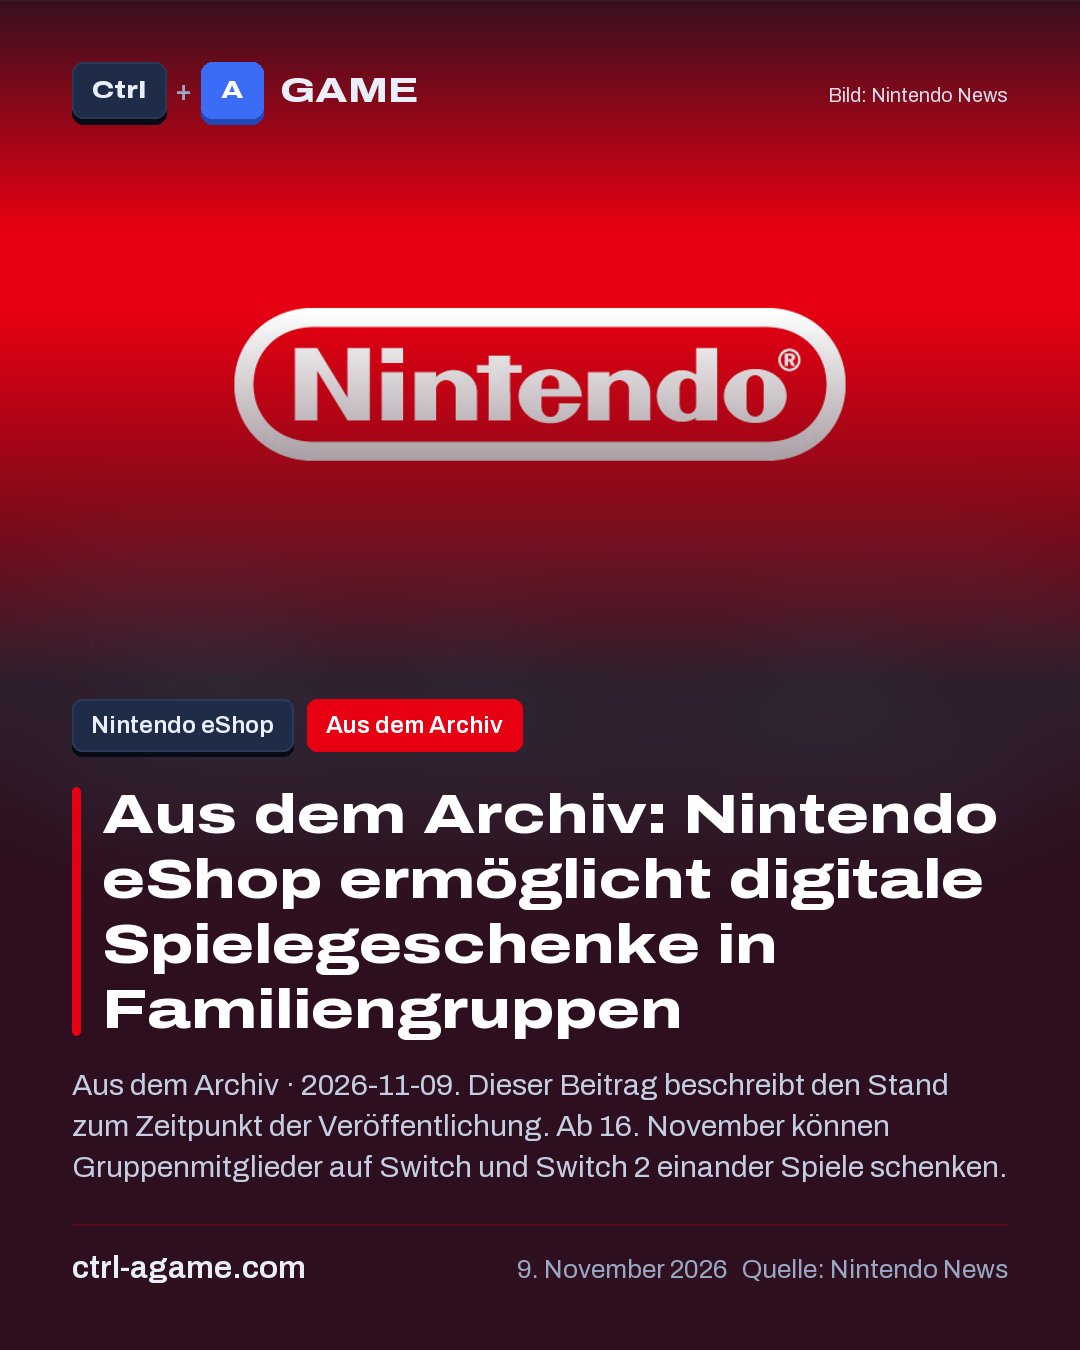 Ctrl + A GAME
Bild: Nintendo News
Nintendo®
Nintendo eShop
Aus dem Archiv
Aus dem Archiv: Nintendo
eShop ermöglicht digitale
Spielegeschenke in
Familiengruppen
Aus dem Archiv · 2026-11-09. Dieser Beitrag beschreibt den Stand
zum Zeitpunkt der Veröffentlichung. Ab 16. November können
Gruppenmitglieder auf Switch und Switch 2 einander Spiele schenken.
ctrl-agame.com
9. November 2026 Quelle: Nintendo News